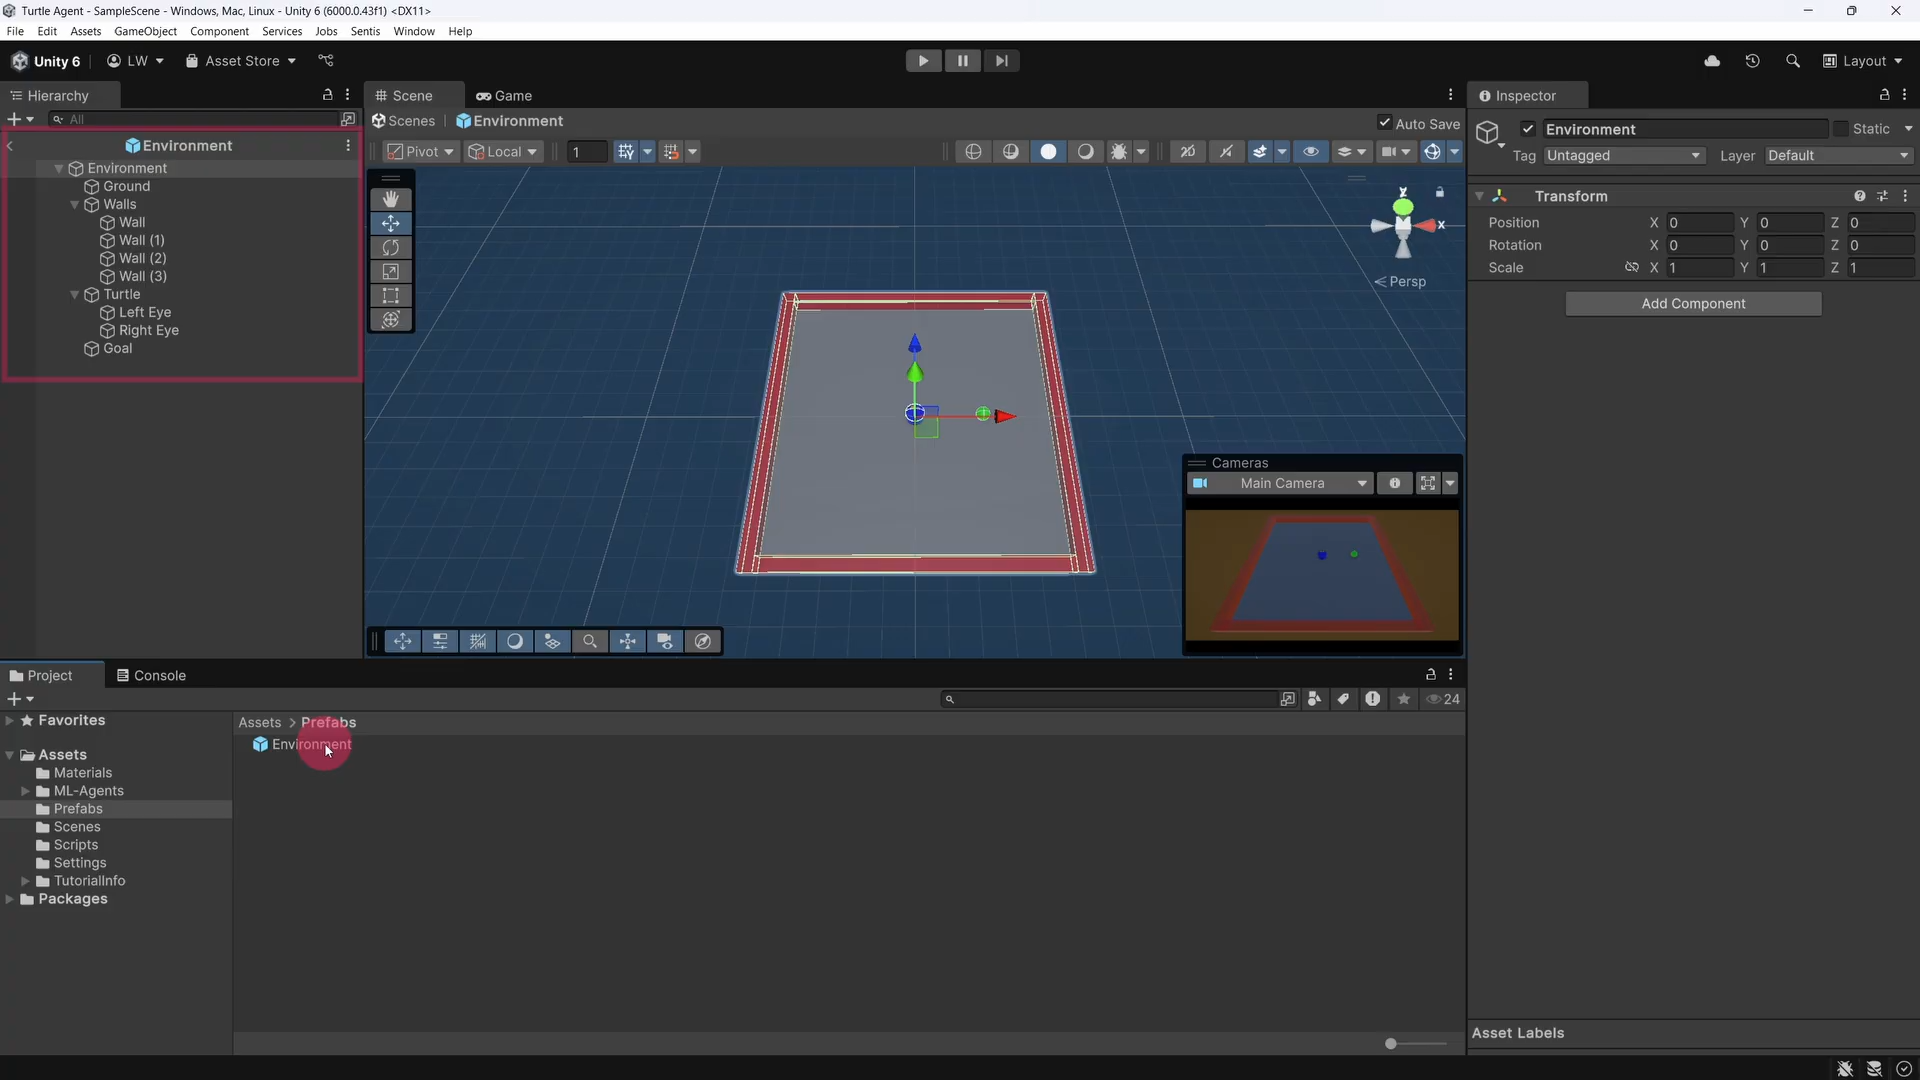 Turtle Agent - SampleScene - Windows, Mac, Linux - Unity 6 (6000.0.43f1) <DX11>
File Edit Assets GameObject Component Services Jobs Sentis Window Help
Unity 6 LW Asset Store Layout
Hierarchy
All
Environment
Environment
Ground
Walls
Wall
Wall (1)
Wall (2)
Wall (3)
Turtle
Left Eye
Right Eye
Goal
Scene Game
Scenes Environment Auto Save
Pivot Local 1 2D
Y
X
Persp
Cameras
Main Camera
Inspector
Environment Static
Tag Untagged Layer Default
Transform
Position X 0 Y 0 Z 0
Rotation X 0 Y 0 Z 0
Scale X 1 Y 1 Z 1
Add Component
Project Console
24
Favorites
Assets
Materials
ML-Agents
Prefabs
Scenes
Scripts
Settings
TutorialInfo
Packages
Assets > Prefabs
Environment
Asset Labels